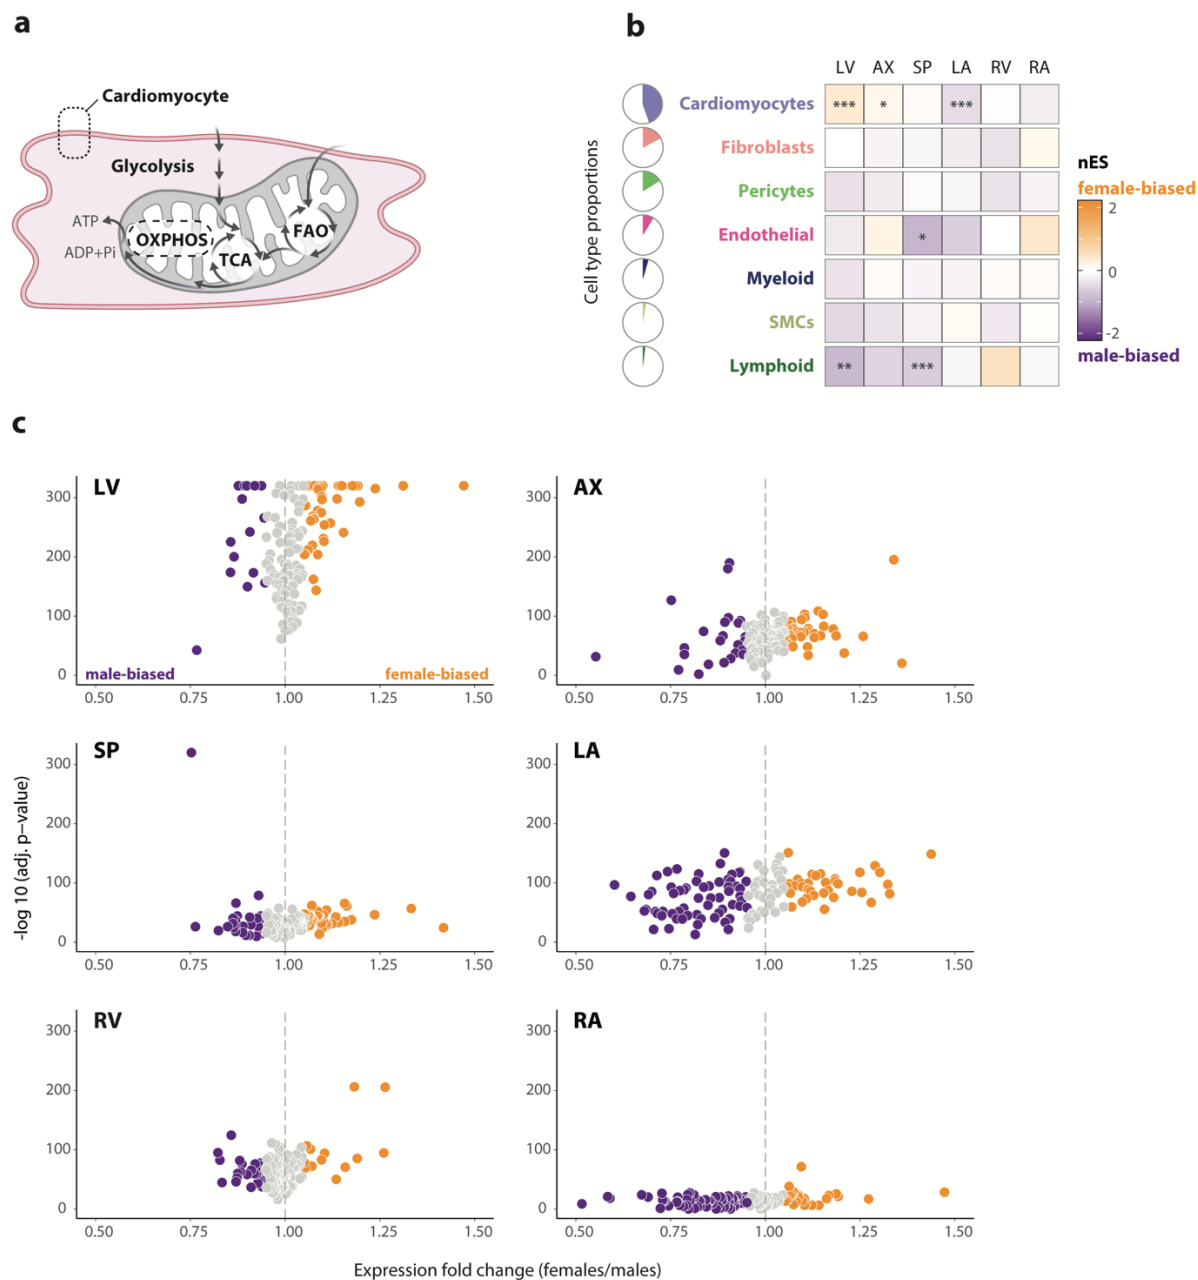 a
Cardiomyocyte
Glycolysis
ATP
OXPHOS
FAO
ADP+Pi
TCA
b
LV AX SP LA RV RA
Cell type proportions
Cardiomyocytes *** * ***
Fibroblasts
Pericytes
Endothelial *
Myeloid
SMCs
Lymphoid ** ***
nES
female-biased
2
0
-2
male-biased
c
LV
300
200
100
0
male-biased female-biased
0.50 0.75 1.00 1.25 1.50
AX
300
200
100
0
0.50 0.75 1.00 1.25 1.50
-log 10 (adj. p−value)
SP
300
200
100
0
0.50 0.75 1.00 1.25 1.50
LA
300
200
100
0
0.50 0.75 1.00 1.25 1.50
RV
300
200
100
0
0.50 0.75 1.00 1.25 1.50
RA
300
200
100
0
0.50 0.75 1.00 1.25 1.50
Expression fold change (females/males)